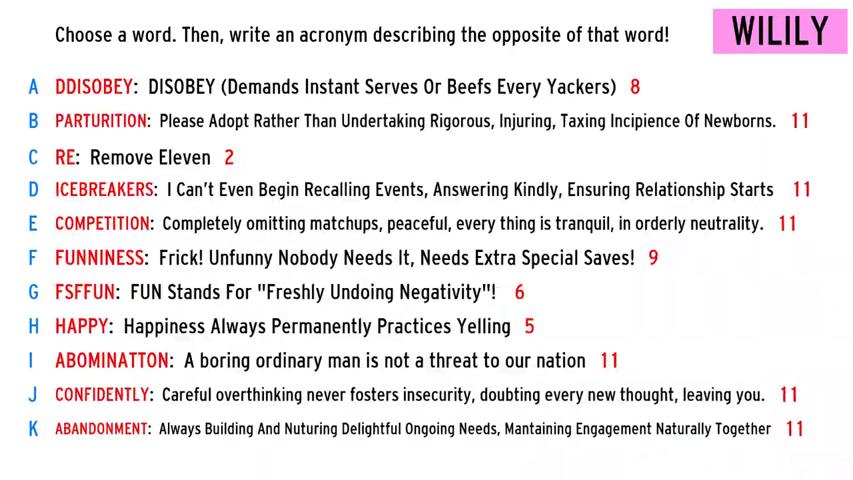 Choose a word. Then, write an acronym describing the opposite of that word!
WILILY
A DDISOBEY: DISOBEY (Demands Instant Serves Or Beefs Every Yackers) 8
B PARTURITION: Please Adopt Rather Than Undertaking Rigorous, Injuring, Taxing Incipience Of Newborns. 11
C RE: Remove Eleven 2
D ICEBREAKERS: I Can't Even Begin Recalling Events, Answering Kindly, Ensuring Relationship Starts 11
E COMPETITION: Completely omitting matchups, peaceful, every thing is tranquil, in orderly neutrality. 11
F FUNNINESS: Frick! Unfunny Nobody Needs It, Needs Extra Special Saves! 9
G FSFFUN: FUN Stands For "Freshly Undoing Negativity"! 6
H HAPPY: Happiness Always Permanently Practices Yelling 5
I ABOMINATTON: A boring ordinary man is not a threat to our nation 11
J CONFIDENTLY: Careful overthinking never fosters insecurity, doubting every new thought, leaving you. 11
K ABANDONMENT: Always Building And Nuturing Delightful Ongoing Needs, Mantaining Engagement Naturally Together 11